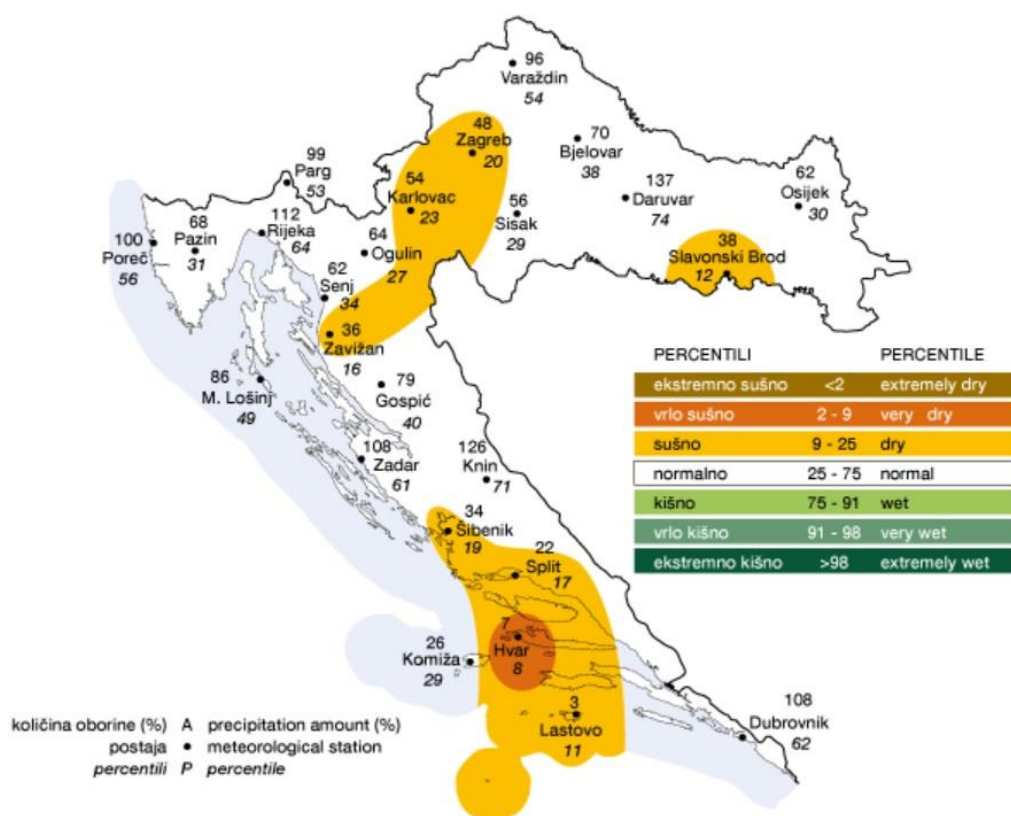 96
Varaždin
54
48
Zagreb
20
70
Bjelovar
38
99
Parg
53
54
Karlovac
23
137
Daruvar
74
62
Osijek
30
56
Sisak
29
112
Rijeka
64
68
Pazin
31
100
Poreč
56
64
Ogulin
27
38
Slavonski Brod
12
62
Senj
34
36
Zavižan
16
86
M. Lošinj
49
79
Gospić
40
108
Zadar
61
126
Knin
71
34
Šibenik
19
22
Split
17
7
Hvar
8
26
Komiža
29
3
Lastovo
11
108
Dubrovnik
62
PERCENTILI PERCENTILE
ekstremno sušno <2 extremely dry
vrlo sušno 2 - 9 very dry
sušno 9 - 25 dry
normalno 25 - 75 normal
kišno 75 - 91 wet
vrlo kišno 91 - 98 very wet
ekstremno kišno >98 extremely wet
količina oborine (%) A precipitation amount (%)
postaja • meteorological station
percentili P percentile